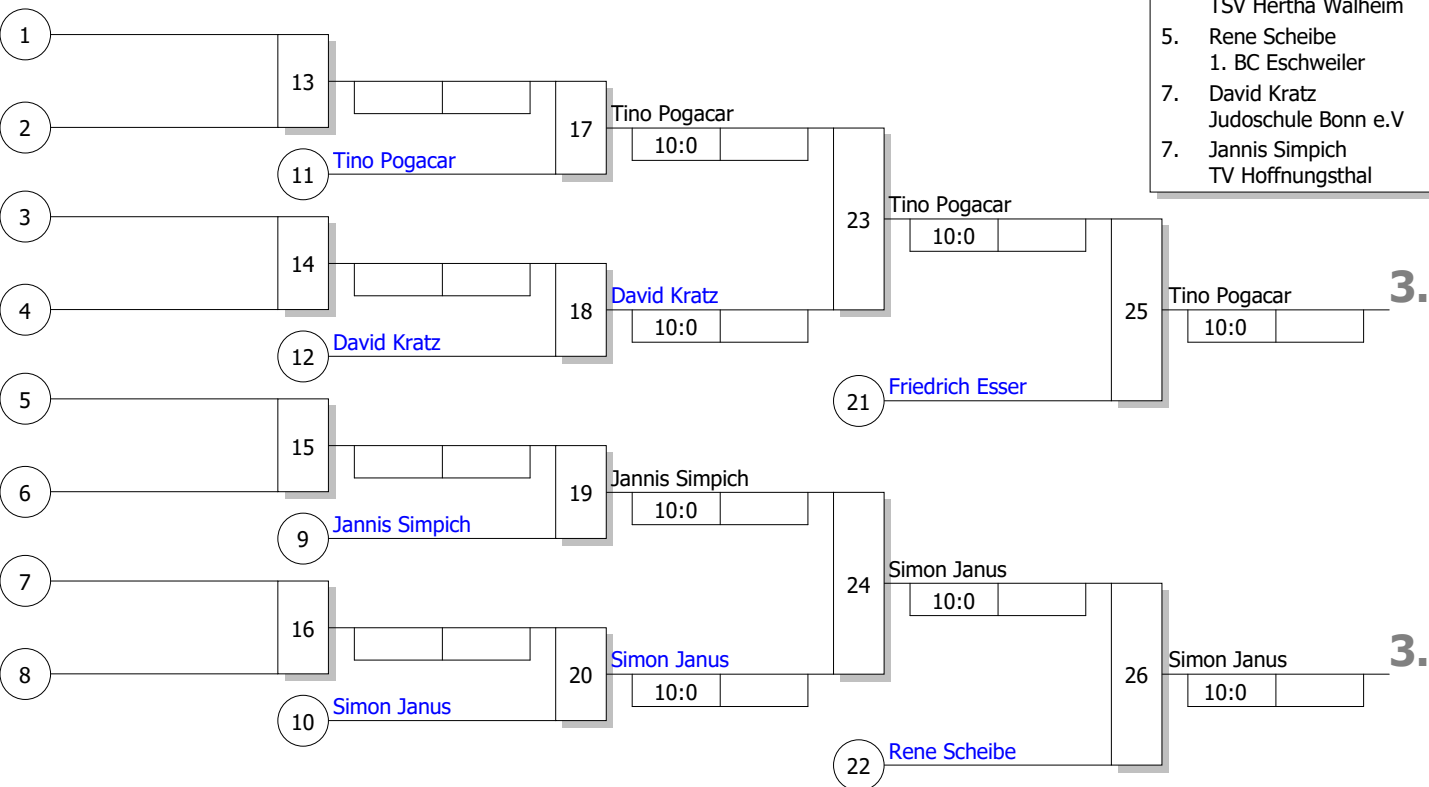 TSV Hertha Walheim
5. Rene Scheibe
1. BC Eschweiler
7. David Kratz
Judoschule Bonn e.V
7. Jannis Simpich
TV Hoffnungsthal
1
13
2
17
Tino Pogacar
10:0
11
Tino Pogacar
3
23
Tino Pogacar
10:0
14
4
18
David Kratz
10:0
25
Tino Pogacar
10:0
3.
12
David Kratz
5
21
Friedrich Esser
15
6
19
Jannis Simpich
10:0
9
Jannis Simpich
7
24
Simon Janus
10:0
16
8
20
Simon Janus
10:0
26
Simon Janus
10:0
3.
10
Simon Janus
22
Rene Scheibe